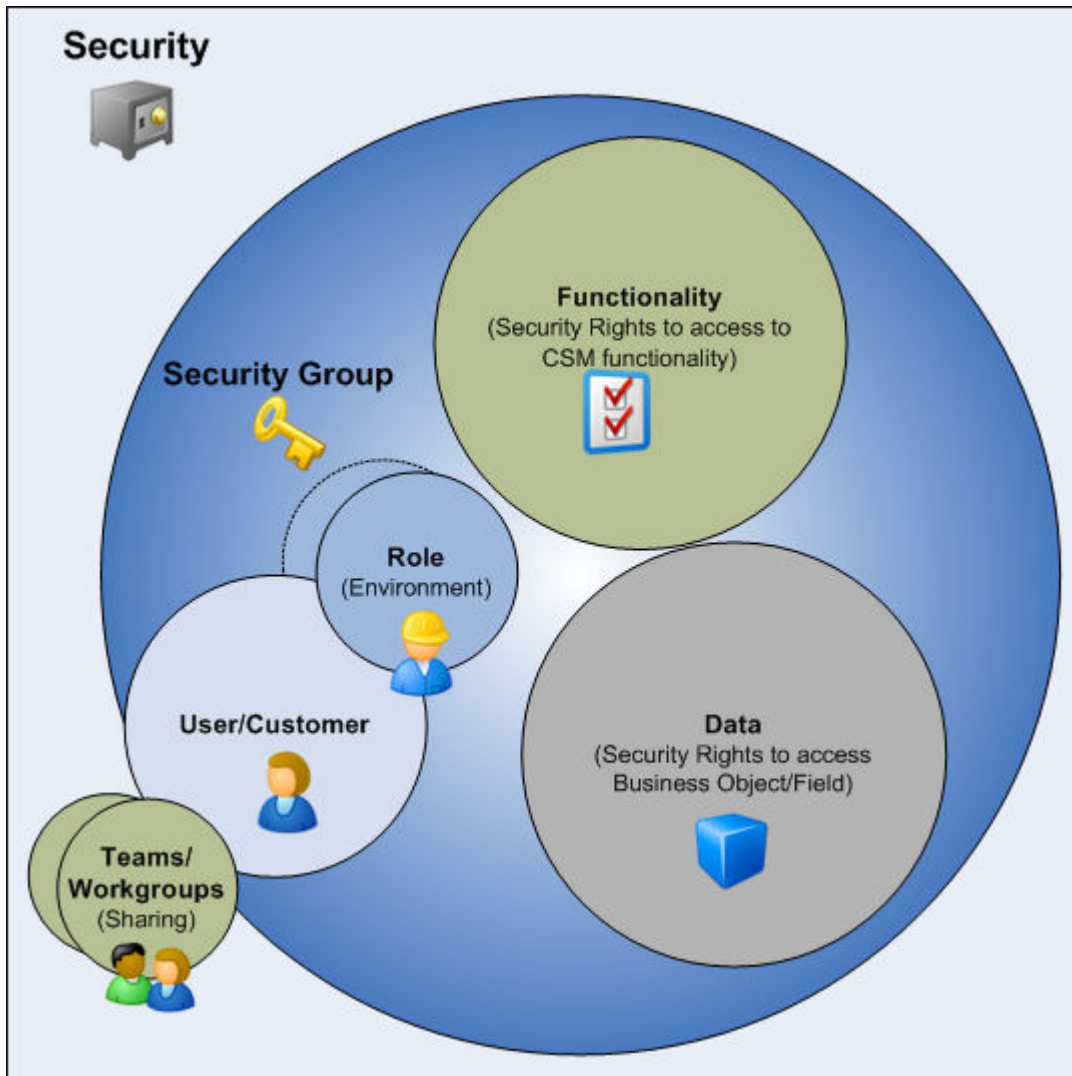 Security
Functionality
(Security Rights to access to
CSM functionality)
Security Group
Role
(Environment)
User/Customer
Data
(Security Rights to access
Business Object/Field)
Teams/
Workgroups
(Sharing)